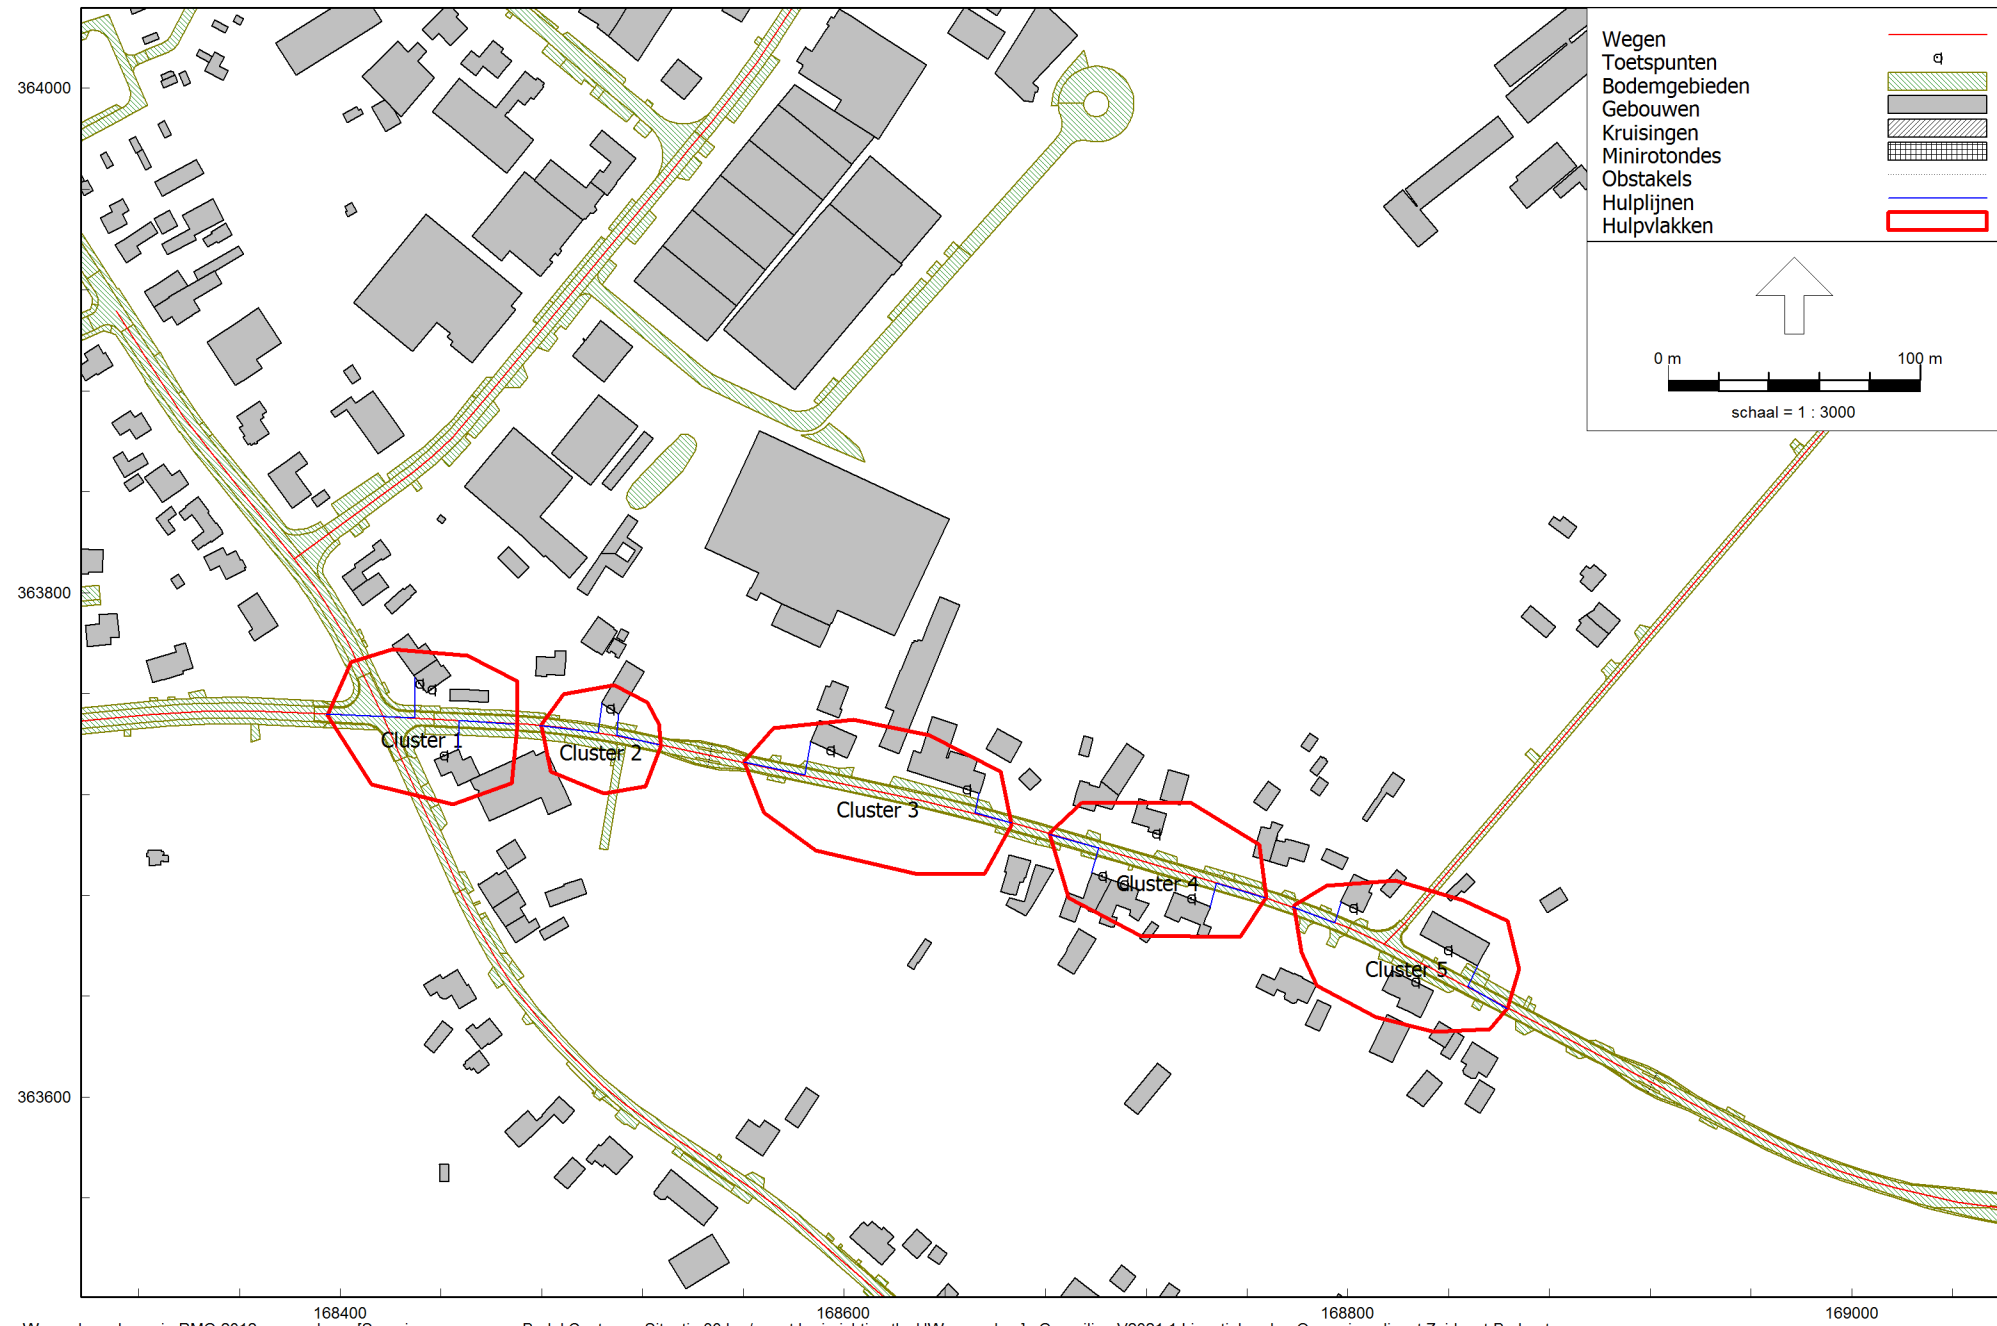 Wegen
Toetspunten
Bodemgebieden
Gebouwen
Kruisingen
Minirotondes
Obstakels
Hulplijnen
Hulpvlakken
0 m 100 m
schaal = 1 : 3000
364000
363800
363600
Cluster 1
Cluster 2
Cluster 3
Cluster 4
Cluster 5
168400 168600 168800 169000